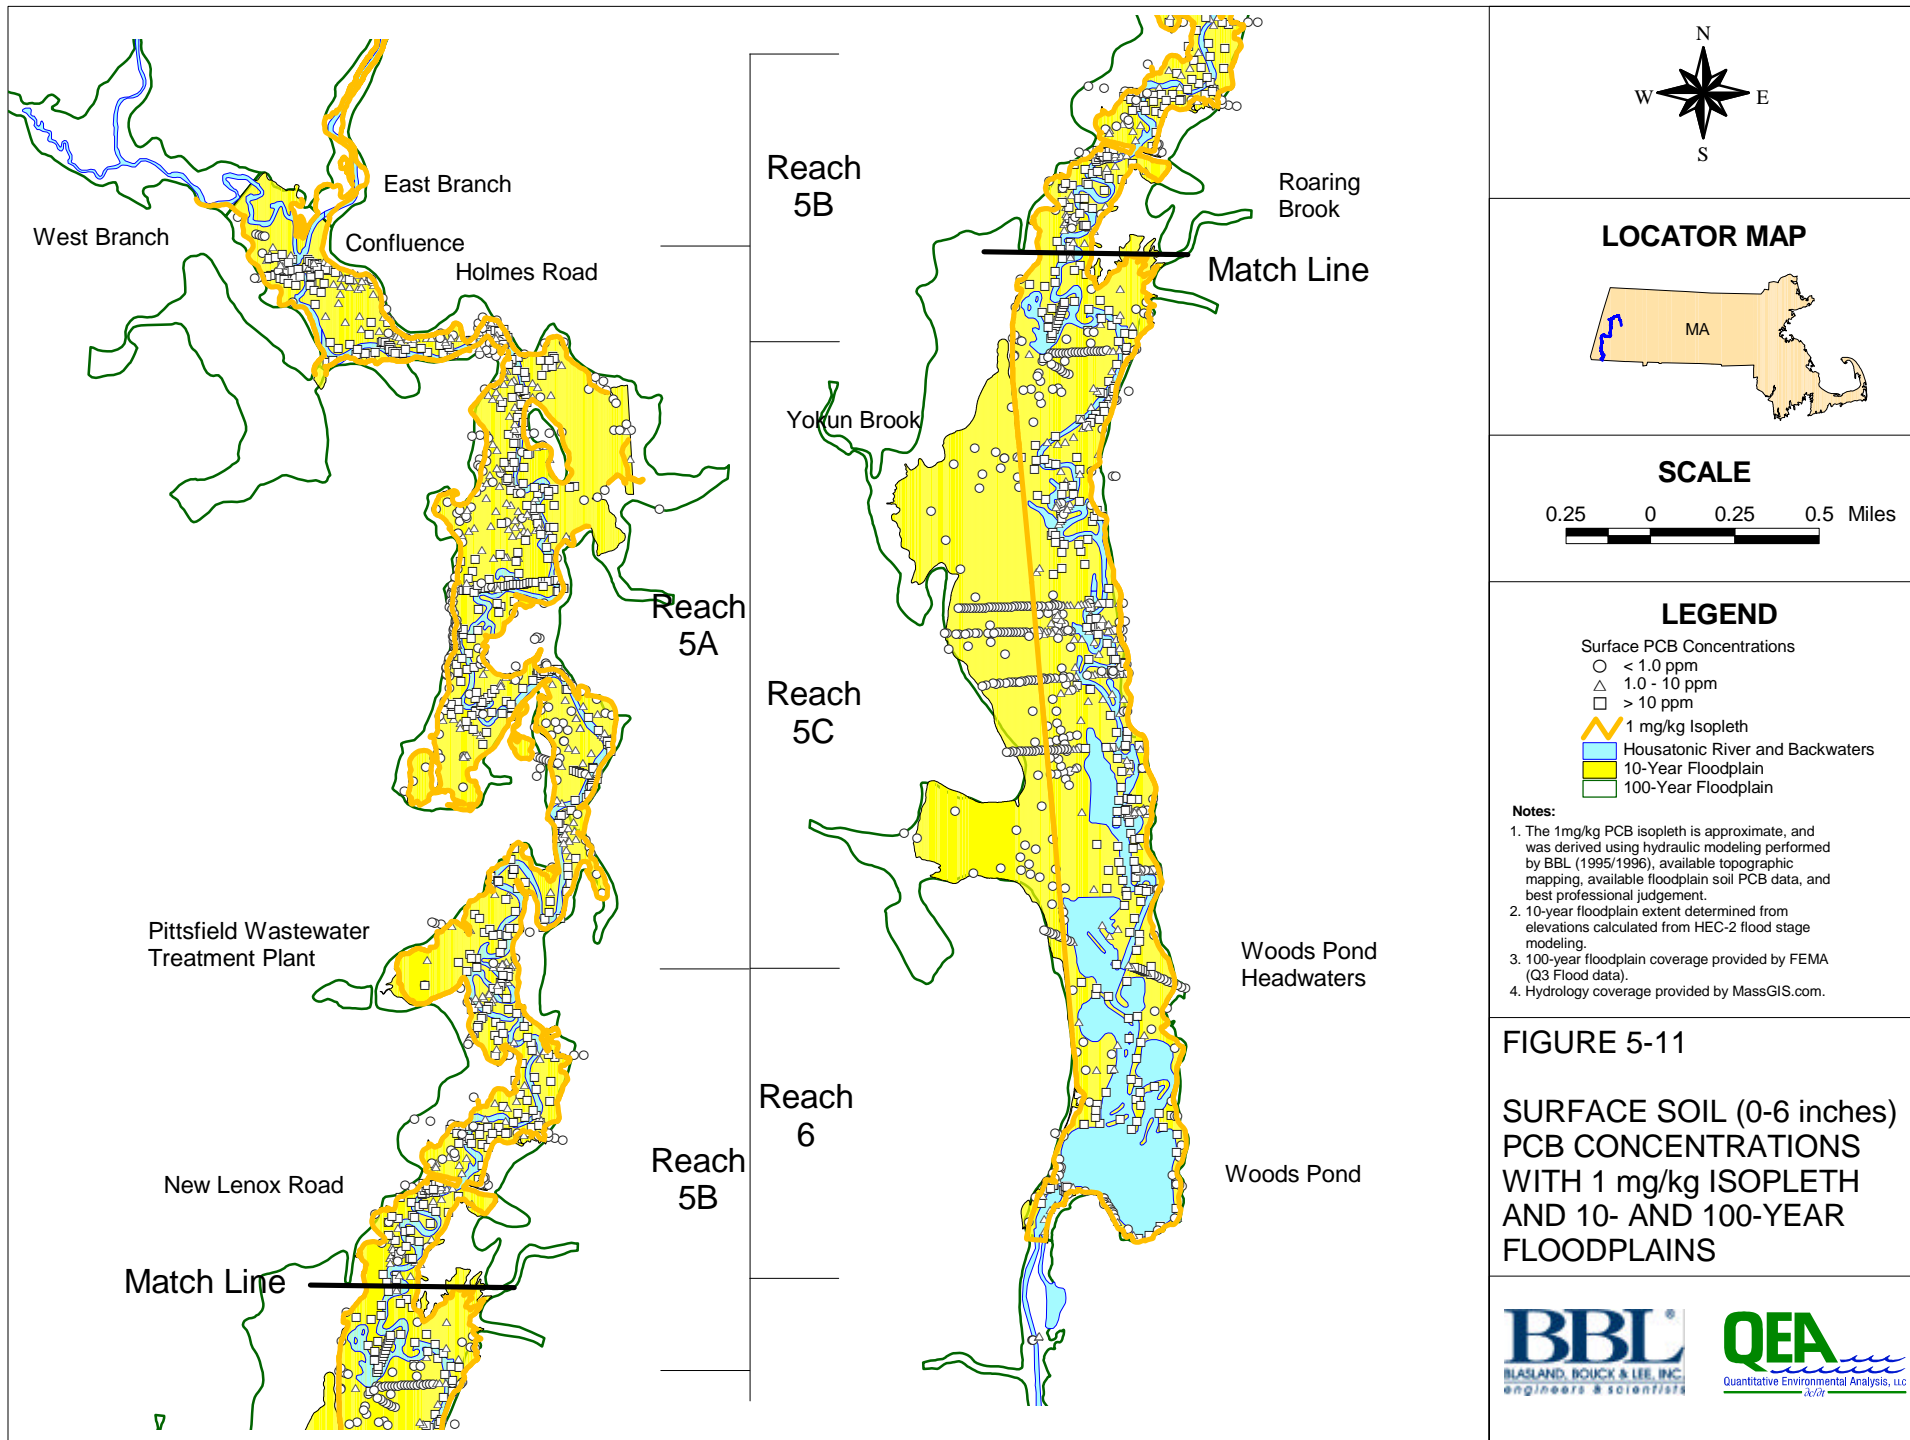 East Branch
West Branch
Confluence
Holmes Road
Reach
5A
Pittsfield Wastewater
Treatment Plant
New Lenox Road
Reach
5B
Match Line
Reach
5B
Roaring
Brook
Match Line
Yokun Brook
Reach
5C
Woods Pond
Headwaters
Reach
6
Woods Pond
N
W
E
S
LOCATOR MAP
MA
SCALE
0.25 0 0.25 0.5 Miles
LEGEND
Surface PCB Concentrations
< 1.0 ppm
1.0 - 10 ppm
> 10 ppm
1 mg/kg Isopleth
Housatonic River and Backwaters
10-Year Floodplain
100-Year Floodplain
Notes:
1. The 1mg/kg PCB isopleth is approximate, and
was derived using hydraulic modeling performed
by BBL (1995/1996), available topographic
mapping, available floodplain soil PCB data, and
best professional judgement.
2. 10-year floodplain extent determined from
elevations calculated from HEC-2 flood stage
modeling.
3. 100-year floodplain coverage provided by FEMA
(Q3 Flood data).
4. Hydrology coverage provided by MassGIS.com.
FIGURE 5-11
SURFACE SOIL (0-6 inches)
PCB CONCENTRATIONS
WITH 1 mg/kg ISOPLETH
AND 10- AND 100-YEAR
FLOODPLAINS
BBL®
BLASLAND, BOUCK & LEE, INC.
engineers & scientists
QEA
Quantitative Environmental Analysis, LLC
∂c/∂t